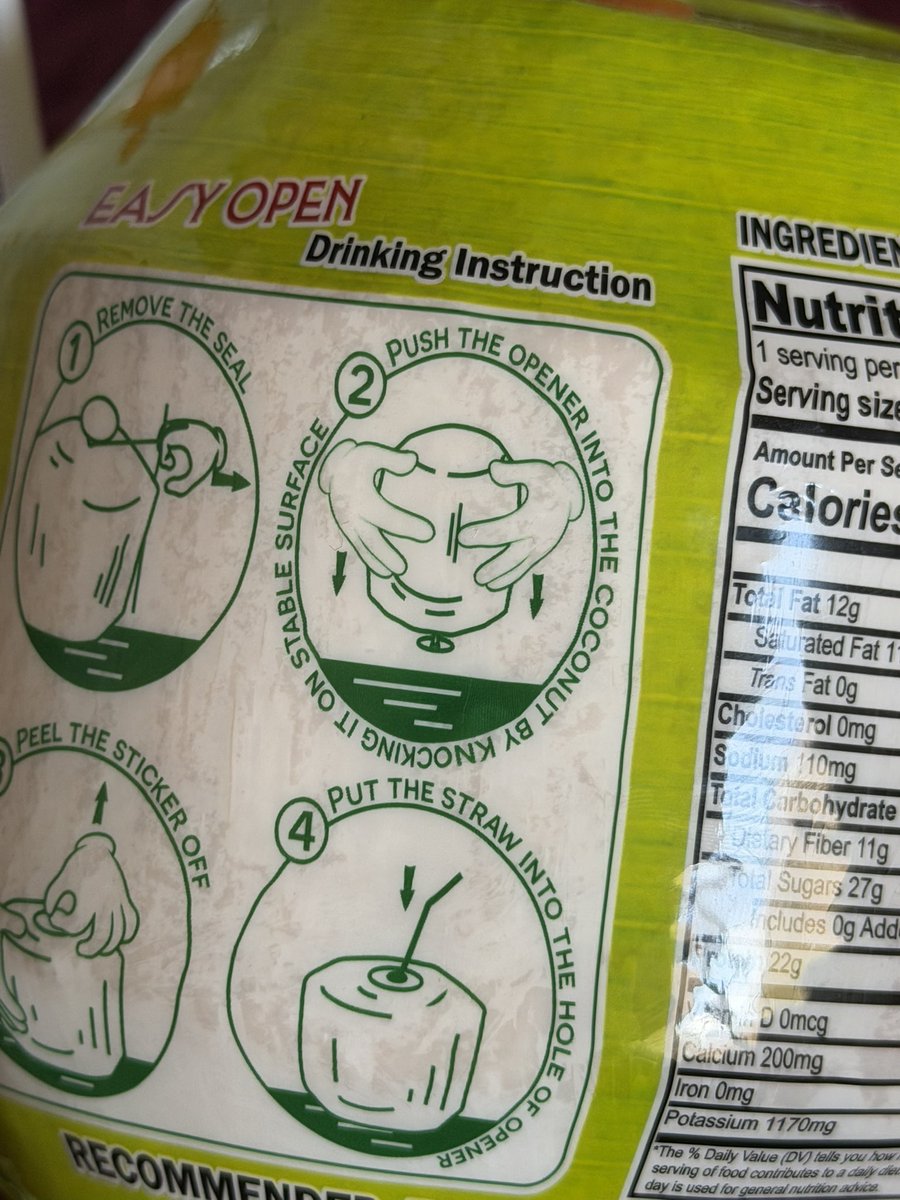 EASY OPEN
Drinking Instruction
1 REMOVE THE SEAL
2 PUSH THE OPENER INTO THE COCONUT BY KNOCKING IT ON STABLE SURFACE
3 PEEL THE STICKER OFF
4 PUT THE STRAW INTO THE HOLE OF OPENER
RECOMMENDED
INGREDIEN
Nutrit
1 serving per
Serving size
Amount Per Se
Calories
Total Fat 12g
Saturated Fat 1
Trans Fat 0g
Cholesterol 0mg
Sodium 110mg
Total Carbohydrate
Dietary Fiber 11g
Total Sugars 27g
Includes 0g Add
22g
D 0mcg
Calcium 200mg
Iron 0mg
Potassium 1170mg
*The % Daily Value (DV) tells you how
serving of food contributes to a daily die
day is used for general nutrition advice.